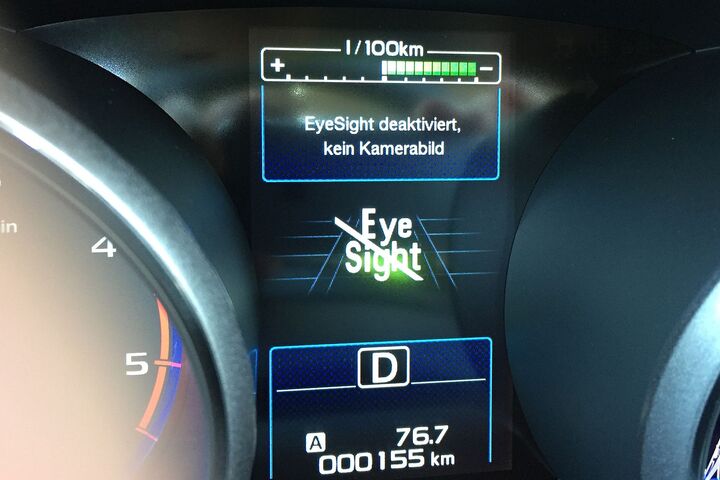 l/100km
+ −
EyeSight deaktiviert,
kein Kamerabild
Eye
Sight
4
5
D
A 76.7
000155 km